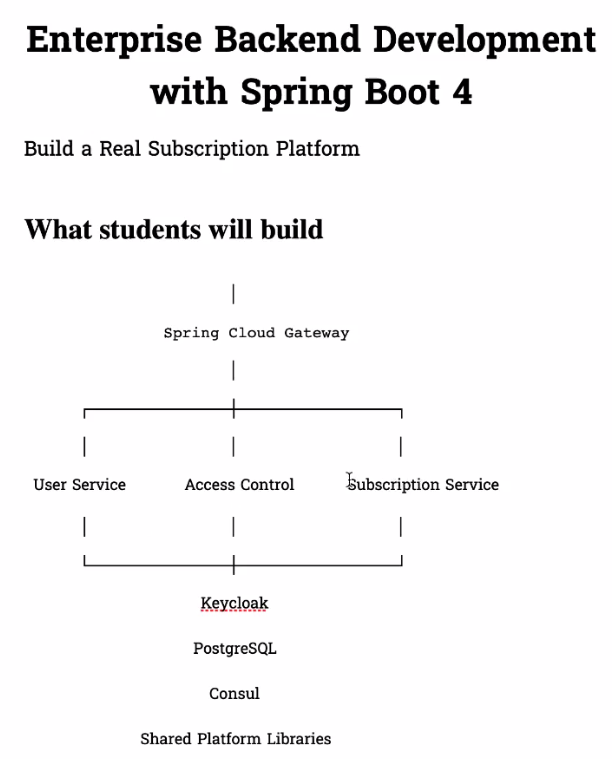 Enterprise Backend Development
with Spring Boot 4
Build a Real Subscription Platform
What students will build
Spring Cloud Gateway
User Service
Access Control
Subscription Service
Keycloak
PostgreSQL
Consul
Shared Platform Libraries